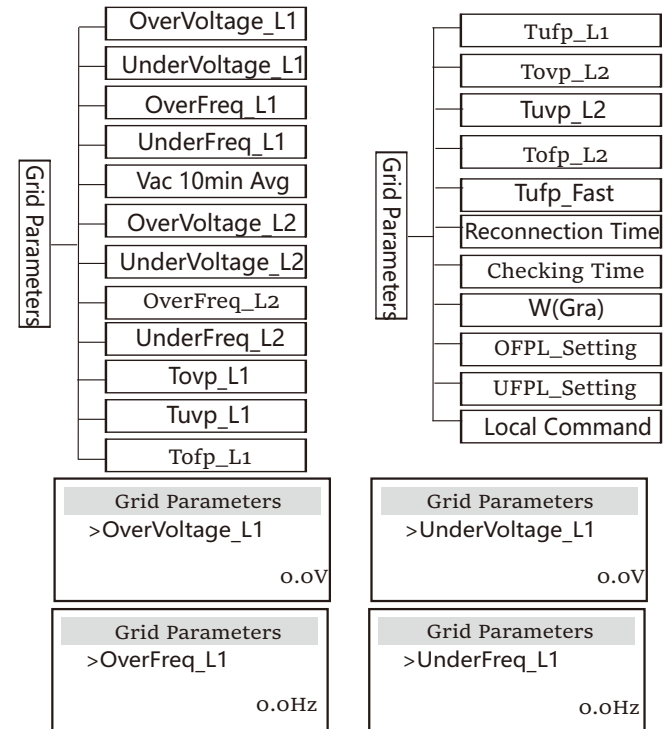 Grid Parameters
OverVoltage_L1
UnderVoltage_L1
OverFreq_L1
UnderFreq_L1
Vac 10min Avg
OverVoltage_L2
UnderVoltage_L2
OverFreq_L2
UnderFreq_L2
Tovp_L1
Tuvp_L1
Tofp_L1
Grid Parameters
Tufp_L1
Tovp_L2
Tuvp_L2
Tofp_L2
Tufp_Fast
Reconnection Time
Checking Time
W(Gra)
OFPL_Setting
UFPL_Setting
Local Command
Grid Parameters
>OverVoltage_L1
0.0V
Grid Parameters
>UnderVoltage_L1
0.0V
Grid Parameters
>OverFreq_L1
0.0Hz
Grid Parameters
>UnderFreq_L1
0.0Hz